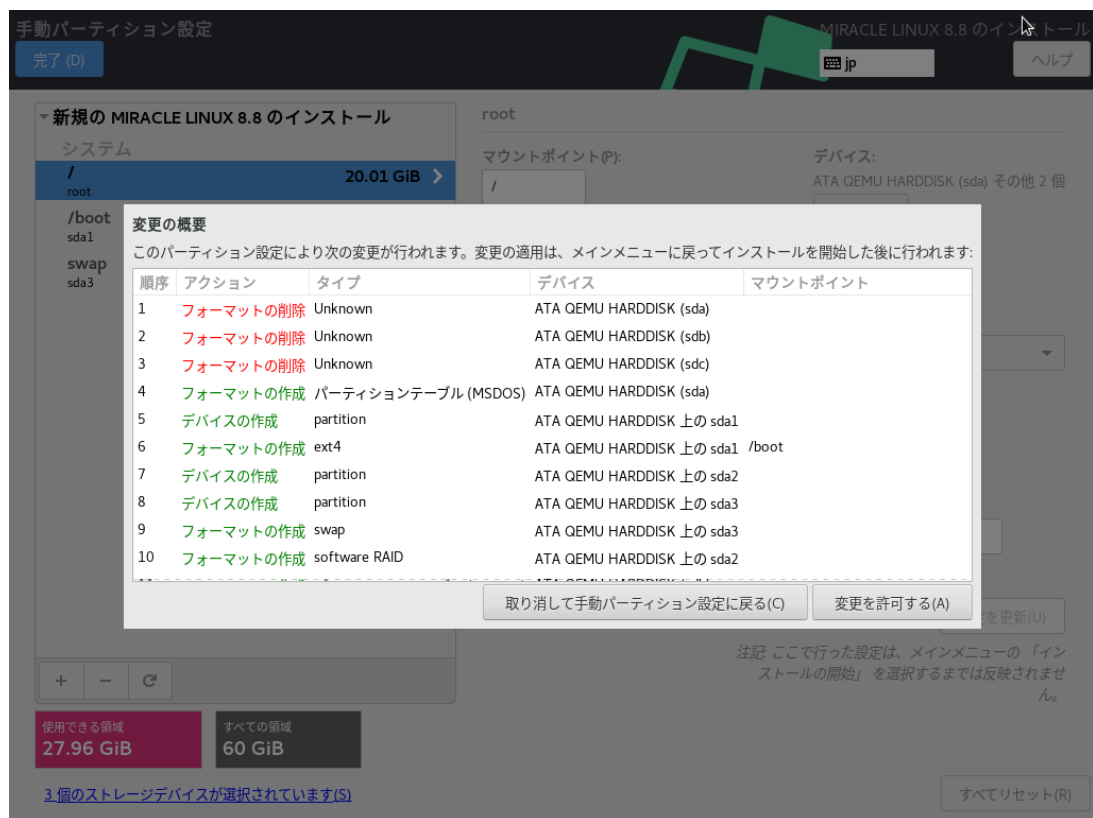 手動パーティション設定
MIRACLE LINUX 8.8 のインストール
完了 (D)
jp
ヘルプ
新規の MIRACLE LINUX 8.8 のインストール
システム
/
root
20.01 GiB
/boot
sda1
swap
sda3
root
マウントポイント(P):
/
デバイス:
ATA QEMU HARDDISK (sda) その他 2 個
変更の概要
このパーティション設定により次の変更が行われます。変更の適用は、メインメニューに戻ってインストールを開始した後に行われます:
順序 アクション タイプ デバイス マウントポイント
1 フォーマットの削除 Unknown ATA QEMU HARDDISK (sda)
2 フォーマットの削除 Unknown ATA QEMU HARDDISK (sdb)
3 フォーマットの削除 Unknown ATA QEMU HARDDISK (sdc)
4 フォーマットの作成 パーティションテーブル (MSDOS) ATA QEMU HARDDISK (sda)
5 デバイスの作成 partition ATA QEMU HARDDISK 上の sda1
6 フォーマットの作成 ext4 ATA QEMU HARDDISK 上の sda1 /boot
7 デバイスの作成 partition ATA QEMU HARDDISK 上の sda2
8 デバイスの作成 partition ATA QEMU HARDDISK 上の sda3
9 フォーマットの作成 swap ATA QEMU HARDDISK 上の sda3
10 フォーマットの作成 software RAID ATA QEMU HARDDISK 上の sda2
取り消して手動パーティション設定に戻る(C)
変更を許可する(A)
を更新(U)
注記: ここで行った設定は、メインメニューの 「イン
ストールの開始」 を選択するまでは反映されませ
ん。
+ −
使用できる領域
27.96 GiB
すべての領域
60 GiB
3 個のストレージデバイスが選択されています(S)
すべてリセット(R)